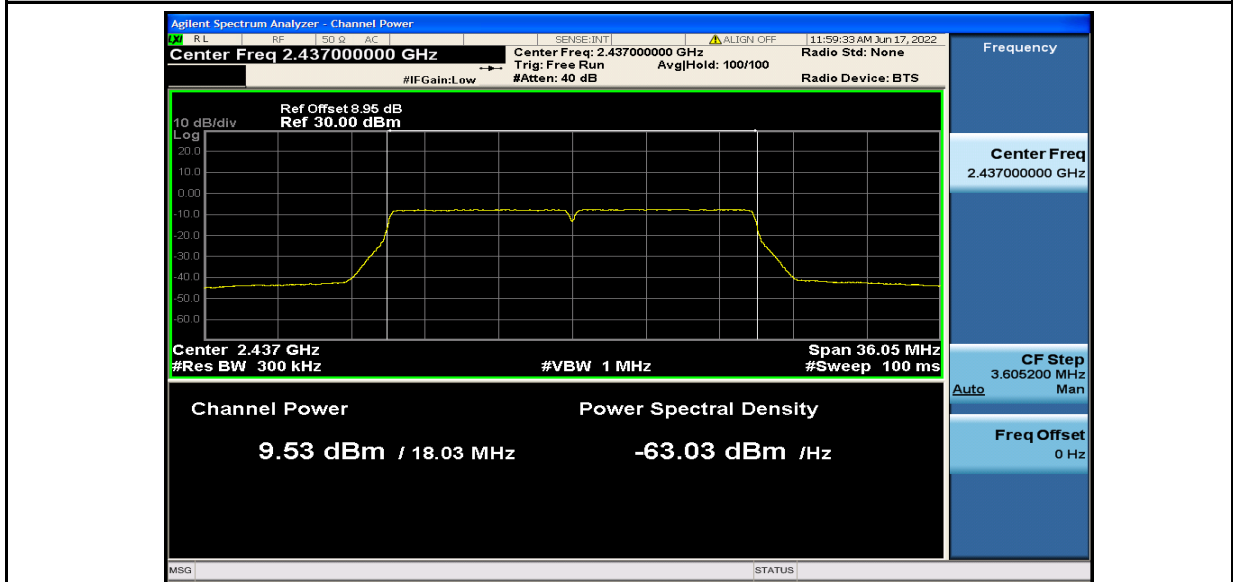 Agilent Spectrum Analyzer - Channel Power
LXI RL RF 50 Ω AC SENSE:INT ALIGN OFF 11:59:33 AM Jun 17, 2022
Center Freq 2.437000000 GHz
Center Freq: 2.437000000 GHz Radio Std: None
Trig: Free Run Avg|Hold: 100/100
#IFGain:Low #Atten: 40 dB Radio Device: BTS
Ref Offset 8.95 dB
10 dB/div Ref 30.00 dBm
Log
20.0
10.0
0.00
-10.0
-20.0
-30.0
-40.0
-50.0
-60.0
Center 2.437 GHz Span 36.05 MHz
#Res BW 300 kHz #VBW 1 MHz #Sweep 100 ms
Channel Power Power Spectral Density
9.53 dBm / 18.03 MHz -63.03 dBm /Hz
MSG STATUS
Frequency
Center Freq
2.437000000 GHz
CF Step
3.605200 MHz
Auto Man
Freq Offset
0 Hz